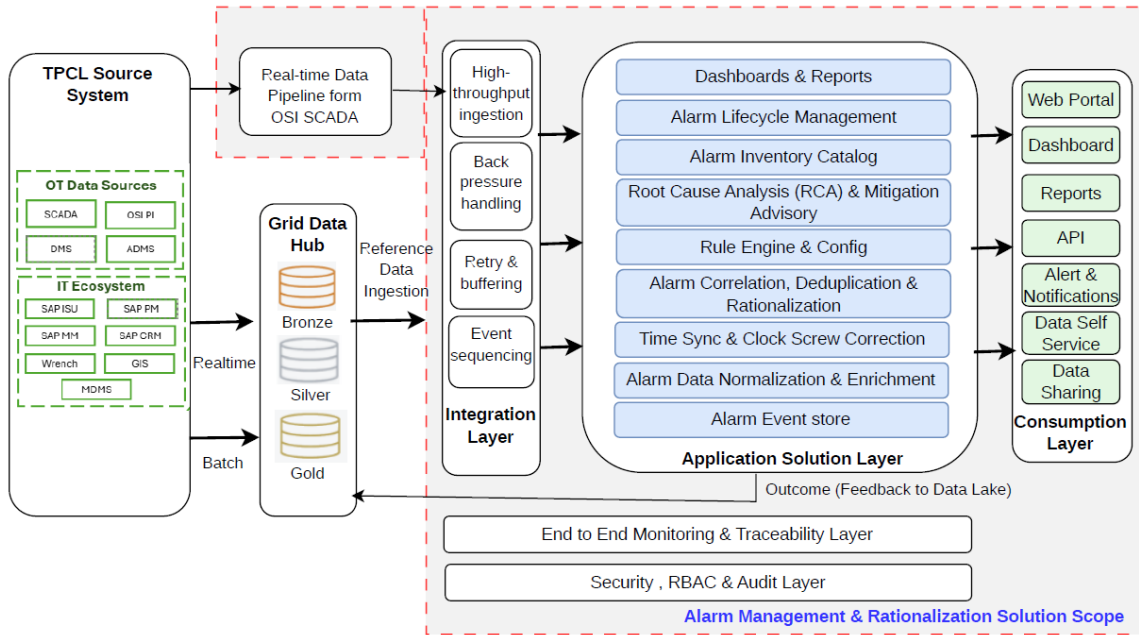 TPCL Source
System
OT Data Sources
SCADA
OSI PI
DMS
ADMS
IT Ecosystem
SAP ISU
SAP PM
SAP MM
SAP CRM
Wrench
GIS
MDMS
Real-time Data
Pipeline form
OSI SCADA
Realtime
Batch
Grid Data
Hub
Bronze
Silver
Gold
Reference
Data
Ingestion
High-
throughput
ingestion
Back
pressure
handling
Retry &
buffering
Event
sequencing
Integration
Layer
Dashboards & Reports
Alarm Lifecycle Management
Alarm Inventory Catalog
Root Cause Analysis (RCA) & Mitigation
Advisory
Rule Engine & Config
Alarm Correlation, Deduplication &
Rationalization
Time Sync & Clock Screw Correction
Alarm Data Normalization & Enrichment
Alarm Event store
Application Solution Layer
Web Portal
Dashboard
Reports
API
Alert &
Notifications
Data Self
Service
Data
Sharing
Consumption
Layer
Outcome (Feedback to Data Lake)
End to End Monitoring & Traceability Layer
Security , RBAC & Audit Layer
Alarm Management & Rationalization Solution Scope